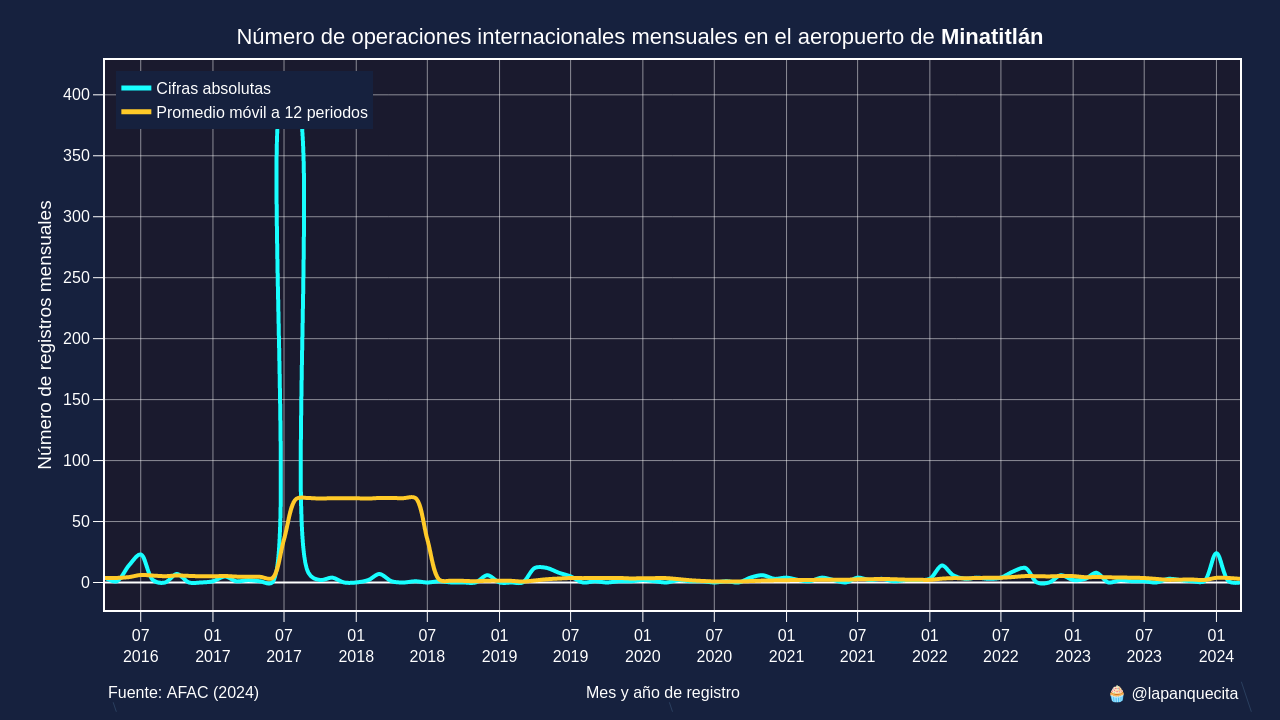 Número de operaciones internacionales mensuales en el aeropuerto de Minatitlán
Cifras absolutas
Promedio móvil a 12 periodos
Número de registros mensuales
400
350
300
250
200
150
100
50
0
07 01 07 01 07 01 07 01 07 01 07 01 07 01 07 01
2016 2017 2017 2018 2018 2019 2019 2020 2020 2021 2021 2022 2022 2023 2023 2024
Fuente: AFAC (2024)
Mes y año de registro
🧁 @lapanquecita